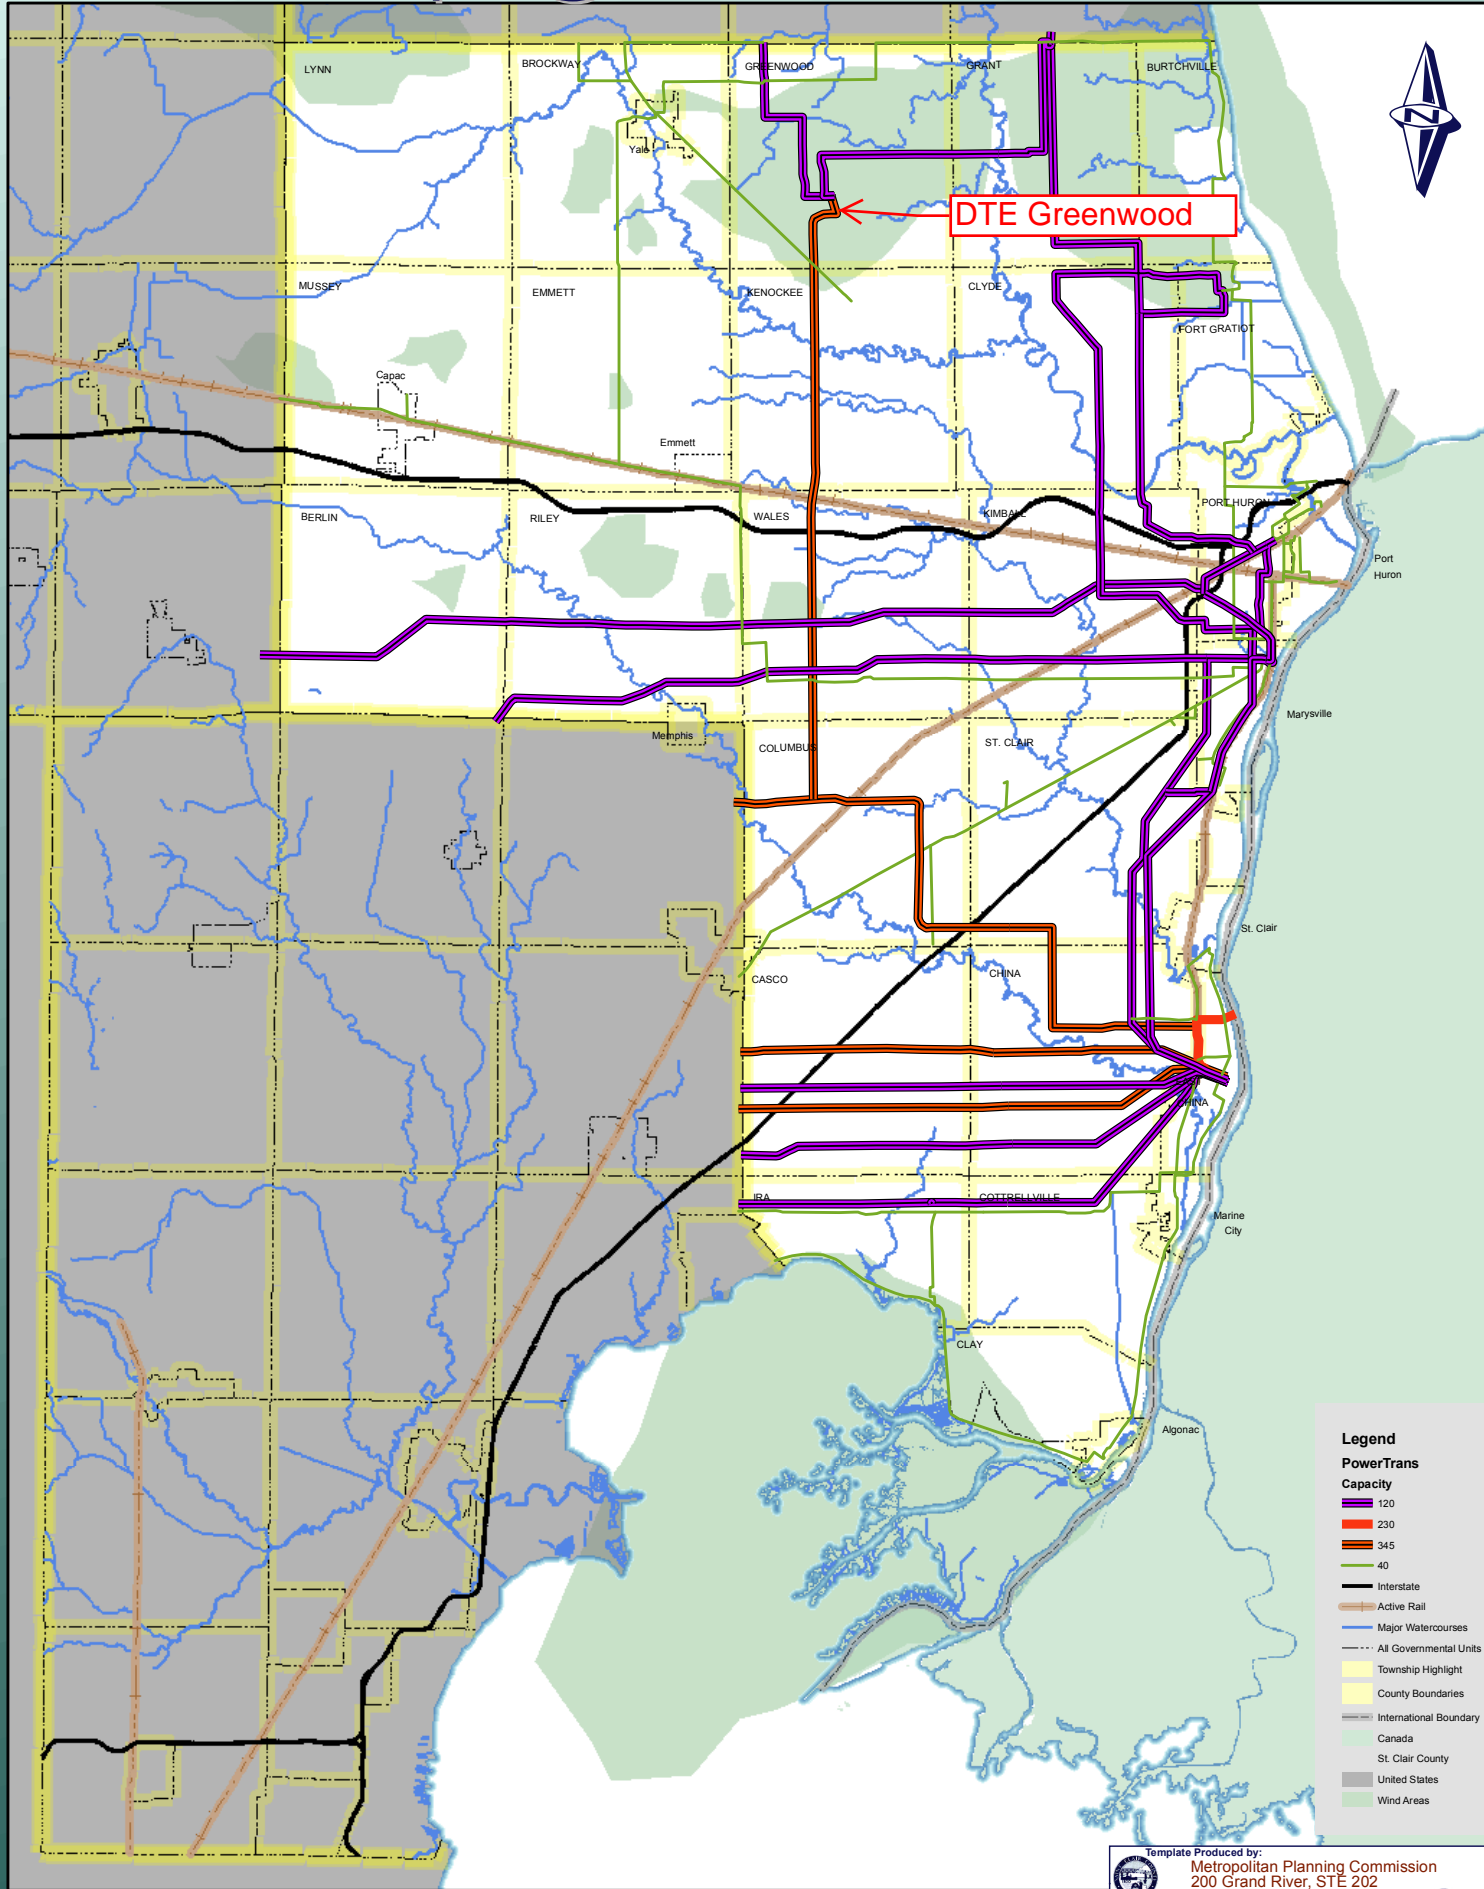 LYNN
BROCKWAY
GREENWOOD
GRANT
BURTCHVILLE
N
Yale
DTE Greenwood
MUSSEY
EMMETT
KENOCKEE
CLYDE
FORT GRATIOT
Capac
Emmett
BERLIN
RILEY
WALES
KIMBALL
PORT HURON
Port
Huron
Memphis
COLUMBUS
ST. CLAIR
Marysville
St. Clair
CASCO
CHINA
EAST
CHINA
IRA
COTTRELLVILLE
Marine
City
CLAY
Algonac
Legend
PowerTrans
Capacity
120
230
345
40
Interstate
Active Rail
Major Watercourses
All Governmental Units
Township Highlight
County Boundaries
International Boundary
Canada
St. Clair County
United States
Wind Areas
Template Produced by:
Metropolitan Planning Commission
200 Grand River, STE 202